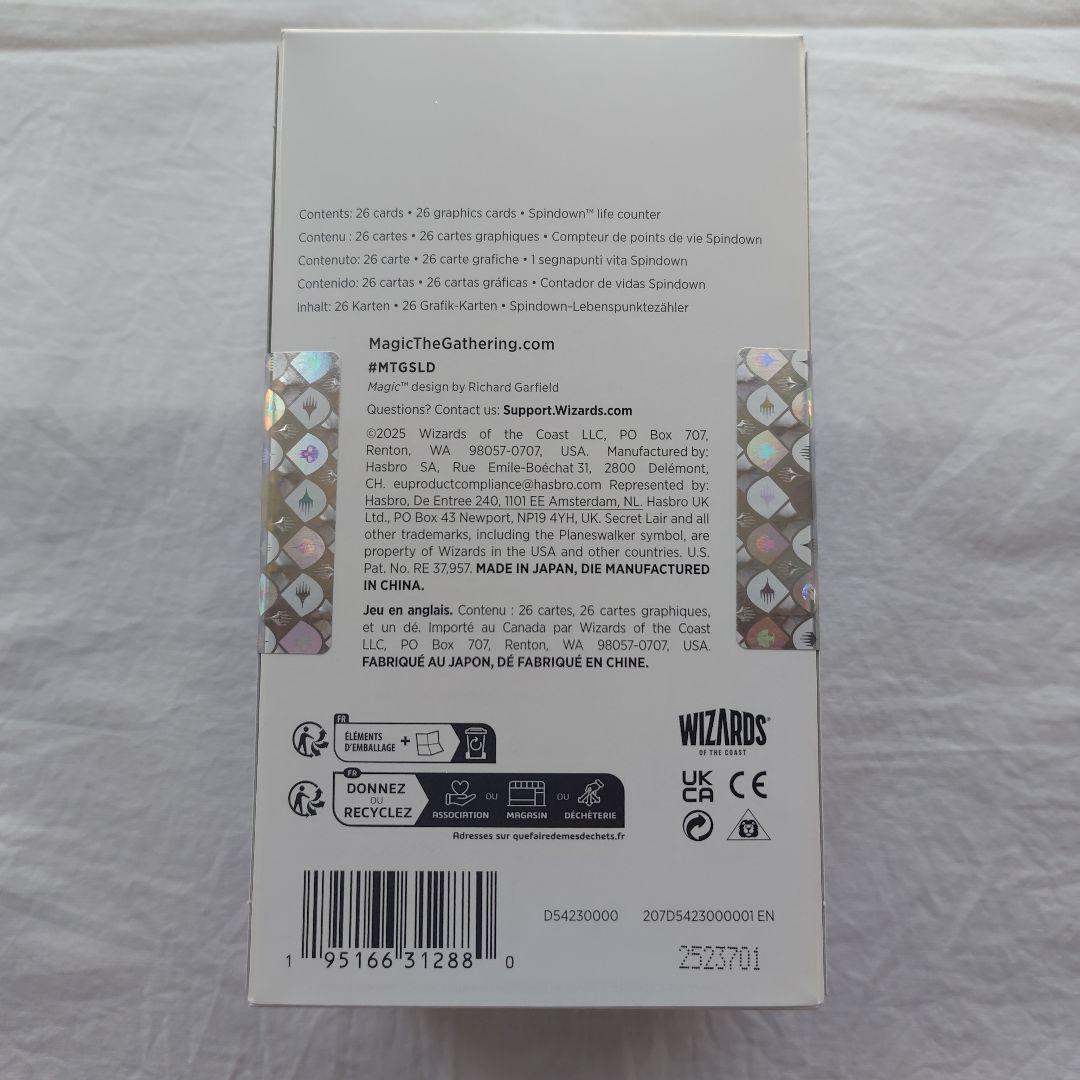 Contents: 26 cards • 26 graphics cards • Spindown™ life counter
Contenu : 26 cartes • 26 cartes graphiques • Compteur de points de vie Spindown
Contenuto: 26 carte • 26 carte grafiche • 1 segnapunti vita Spindown
Contenido: 26 cartas • 26 cartas gráficas • Contador de vidas Spindown
Inhalt: 26 Karten • 26 Grafik-Karten • Spindown-Lebenspunktezähler
MagicTheGathering.com
#MTGSLD
Magic™ design by Richard Garfield
Questions? Contact us: Support.Wizards.com
©2025 Wizards of the Coast LLC, PO Box 707,
Renton, WA 98057-0707, USA. Manufactured by:
Hasbro SA, Rue Emile-Boéchat 31, 2800 Delémont,
CH. euproductcompliance@hasbro.com Represented by:
Hasbro, De Entree 240, 1101 EE Amsterdam, NL. Hasbro UK
Ltd., PO Box 43 Newport, NP19 4YH, UK. Secret Lair and all
other trademarks, including the Planeswalker symbol, are
property of Wizards in the USA and other countries. U.S.
Pat. No. RE 37,957. MADE IN JAPAN, DIE MANUFACTURED
IN CHINA.
Jeu en anglais. Contenu : 26 cartes, 26 cartes graphiques,
et un dé. Importé au Canada par Wizards of the Coast
LLC, PO Box 707, Renton, WA 98057-0707, USA.
FABRIQUÉ AU JAPON, DÉ FABRIQUÉ EN CHINE.
FR
ÉLÉMENTS
D'EMBALLAGE +
FR
DONNEZ
OU
RECYCLEZ
ASSOCIATION OU MAGASIN OU DÉCHÈTERIE
Adresses sur quefairedemesdechets.fr
WIZARDS®
OF THE COAST
UK
CA CE
1 95166 31288 0
D54230000 207D5423000001 EN
2523701